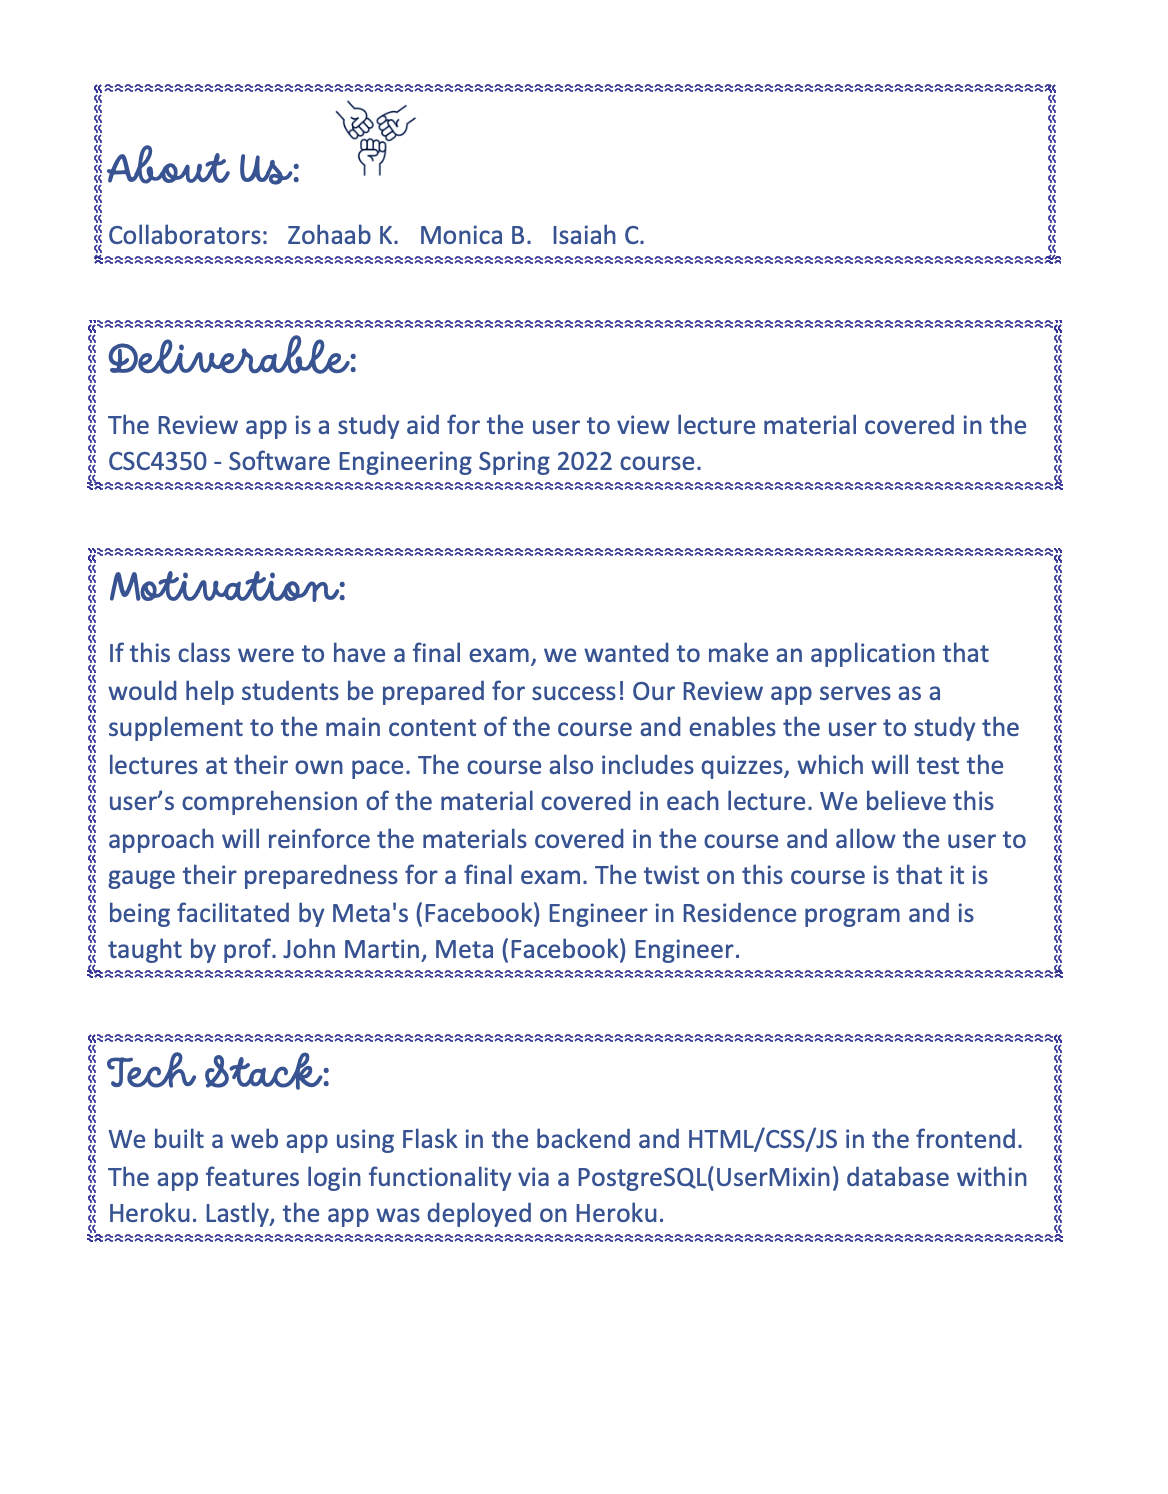 About Us:
Collaborators:   Zohaab K.   Monica B.   Isaiah C.
Deliverable:
The Review app is a study aid for the user to view lecture material covered in the
CSC4350 - Software Engineering Spring 2022 course.
Motivation:
If this class were to have a final exam, we wanted to make an application that
would help students be prepared for success! Our Review app serves as a
supplement to the main content of the course and enables the user to study the
lectures at their own pace. The course also includes quizzes, which will test the
user’s comprehension of the material covered in each lecture. We believe this
approach will reinforce the materials covered in the course and allow the user to
gauge their preparedness for a final exam. The twist on this course is that it is
being facilitated by Meta's (Facebook) Engineer in Residence program and is
taught by prof. John Martin, Meta (Facebook) Engineer.
Tech Stack:
We built a web app using Flask in the backend and HTML/CSS/JS in the frontend.
The app features login functionality via a PostgreSQL(UserMixin) database within
Heroku. Lastly, the app was deployed on Heroku.